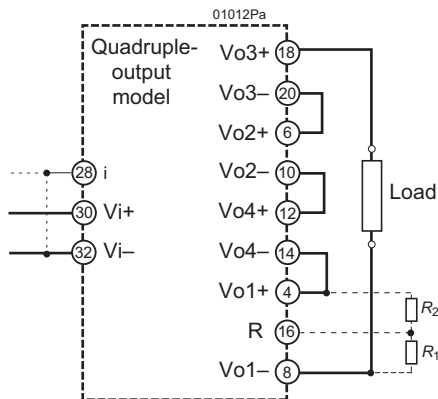 01012Pa
Quadruple-
output
model
Vo3+ 18
Vo3– 20
Vo2+ 6
28 i
Vo2– 10
Load
30 Vi+
Vo4+ 12
32 Vi–
Vo4– 14
Vo1+ 4
R2
R 16
R1
Vo1– 8